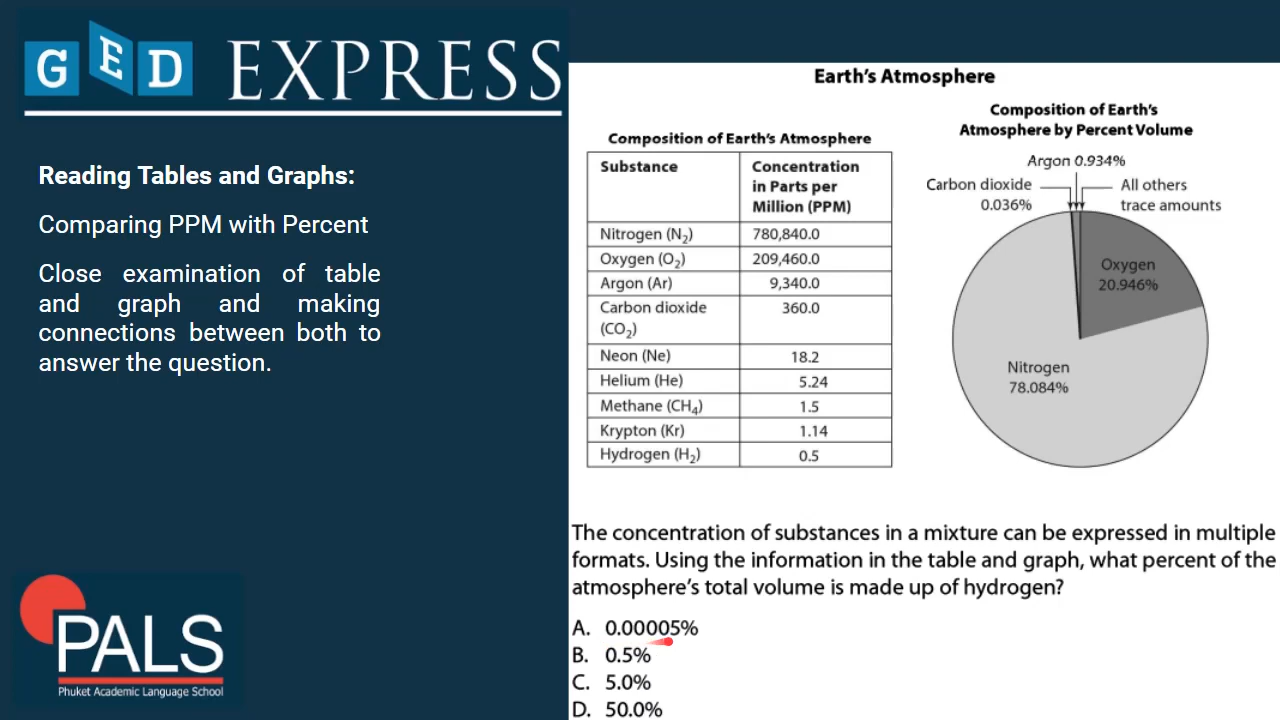 GED EXPRESS
Reading Tables and Graphs:
Comparing PPM with Percent
Close examination of table
and graph and making
connections between both to
answer the question.
PALS
Phuket Academic Language School
Earth's Atmosphere
Composition of Earth's Atmosphere
Substance Concentration
in Parts per
Million (PPM)
Nitrogen (N₂) 780,840.0
Oxygen (O₂) 209,460.0
Argon (Ar) 9,340.0
Carbon dioxide 360.0
(CO₂)
Neon (Ne) 18.2
Helium (He) 5.24
Methane (CH₄) 1.5
Krypton (Kr) 1.14
Hydrogen (H₂) 0.5
Composition of Earth's
Atmosphere by Percent Volume
Argon 0.934%
Carbon dioxide
0.036%
All others
trace amounts
Oxygen
20.946%
Nitrogen
78.084%
The concentration of substances in a mixture can be expressed in multiple
formats. Using the information in the table and graph, what percent of the
atmosphere's total volume is made up of hydrogen?
A. 0.00005%
B. 0.5%
C. 5.0%
D. 50.0%